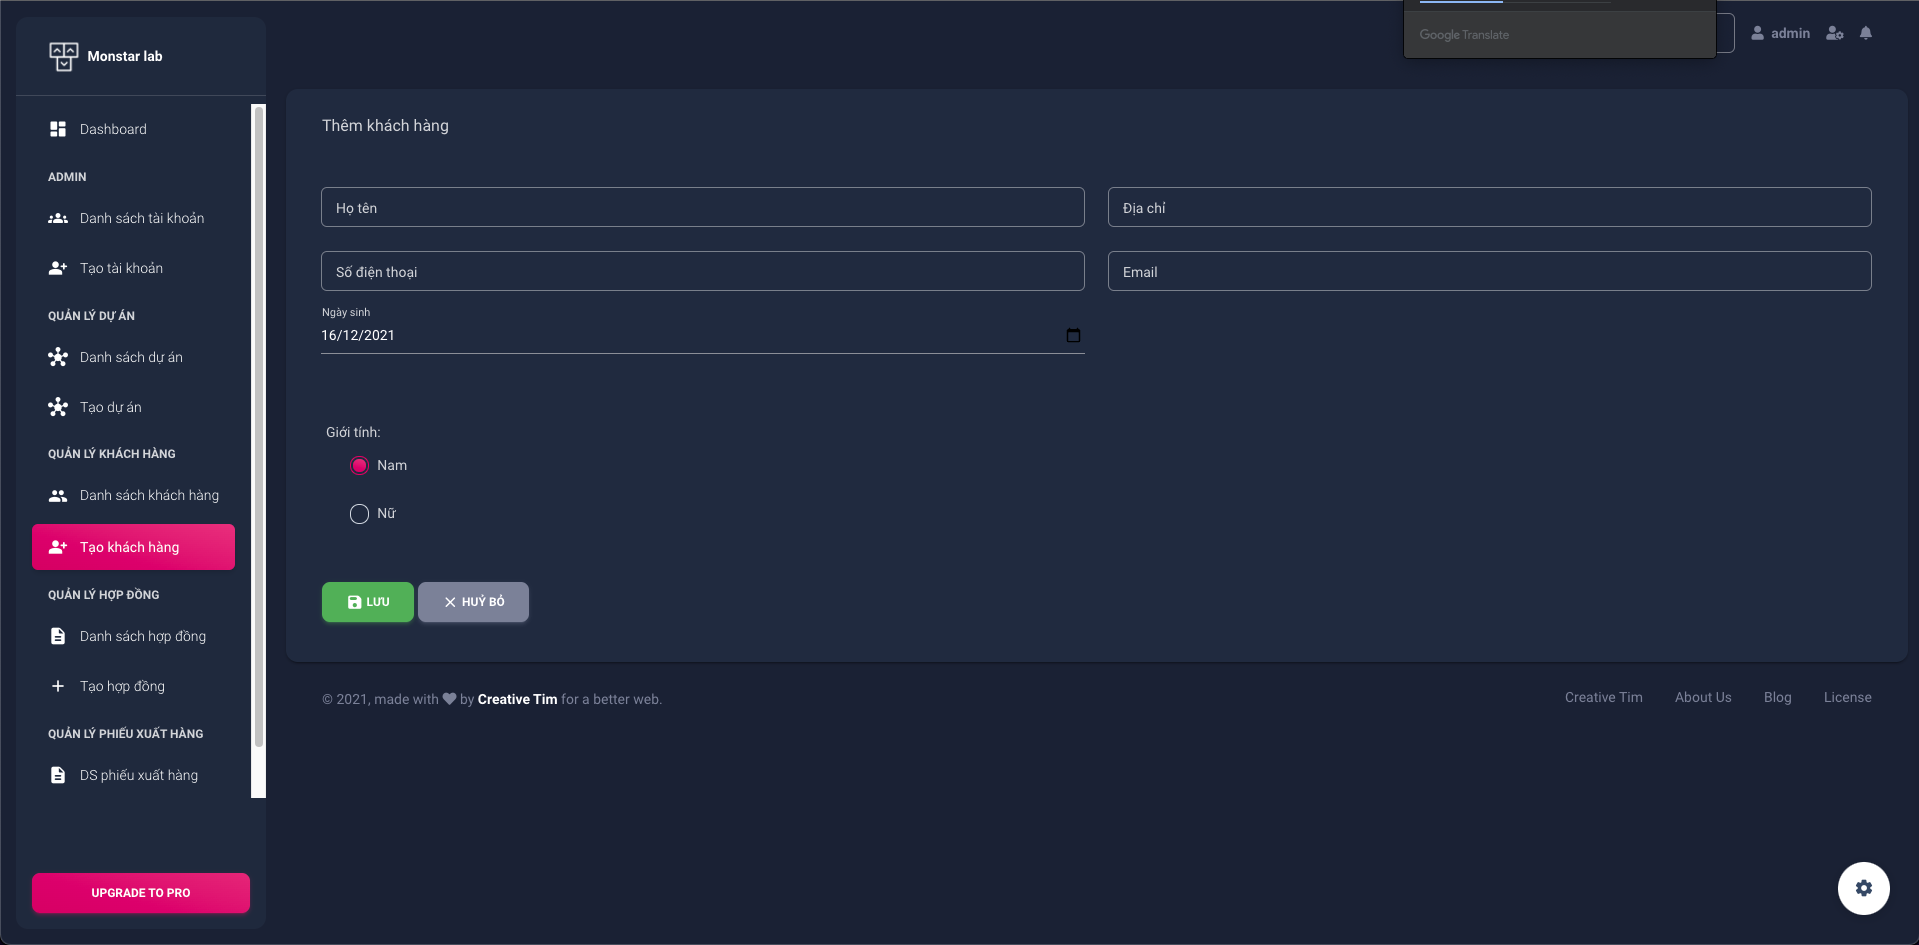 Monstar lab
Dashboard
ADMIN
Danh sách tài khoản
Tạo tài khoản
QUẢN LÝ DỰ ÁN
Danh sách dự án
Tạo dự án
QUẢN LÝ KHÁCH HÀNG
Danh sách khách hàng
Tạo khách hàng
QUẢN LÝ HỢP ĐỒNG
Danh sách hợp đồng
Tạo hợp đồng
QUẢN LÝ PHIẾU XUẤT HÀNG
DS phiếu xuất hàng
UPGRADE TO PRO
Google Translate
admin
Thêm khách hàng
Họ tên
Địa chỉ
Số điện thoại
Email
Ngày sinh
16/12/2021
Giới tính:
Nam
Nữ
LƯU
HUỶ BỎ
© 2021, made with by Creative Tim for a better web.
Creative Tim
About Us
Blog
License